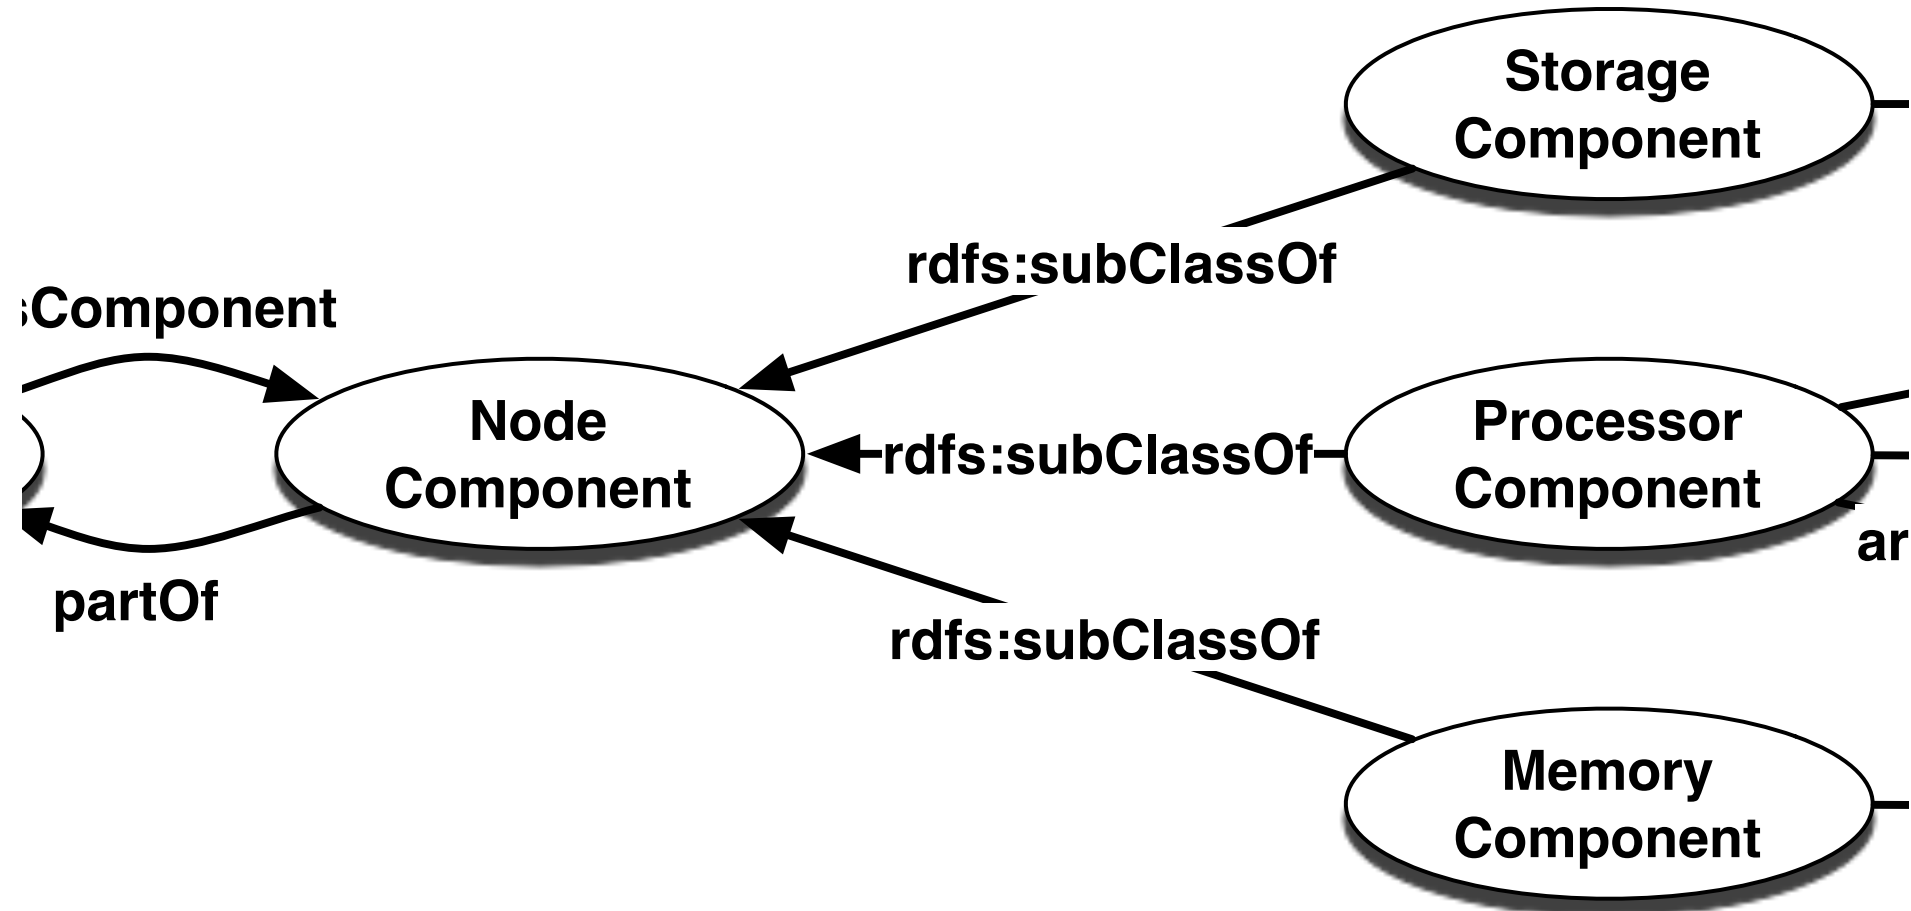 Storage
Component
rdfs:subClassOf
Component
Node
Component
rdfs:subClassOf
Processor
Component
partOf
rdfs:subClassOf
Memory
Component